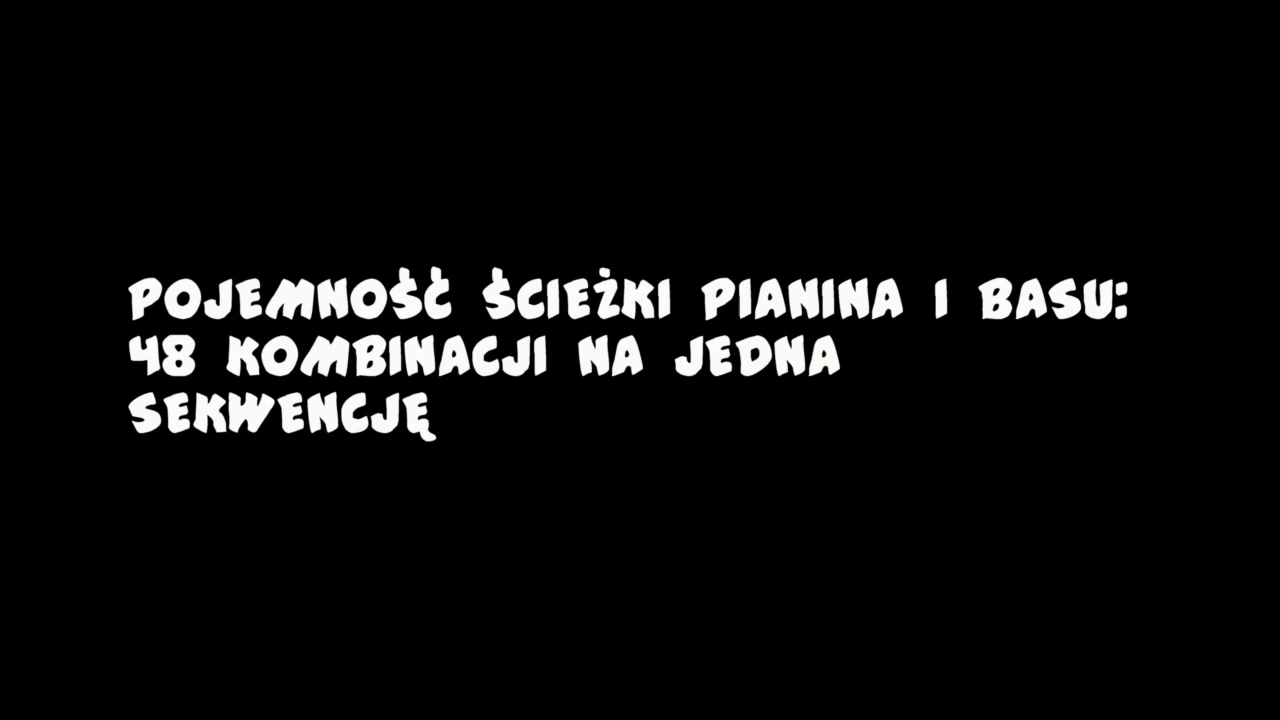 POJEMNOŚĆ ŚCIEŻKI PIANINA I BASU:
48 KOMBINACJI NA JEDNA
SEKWENCJĘ